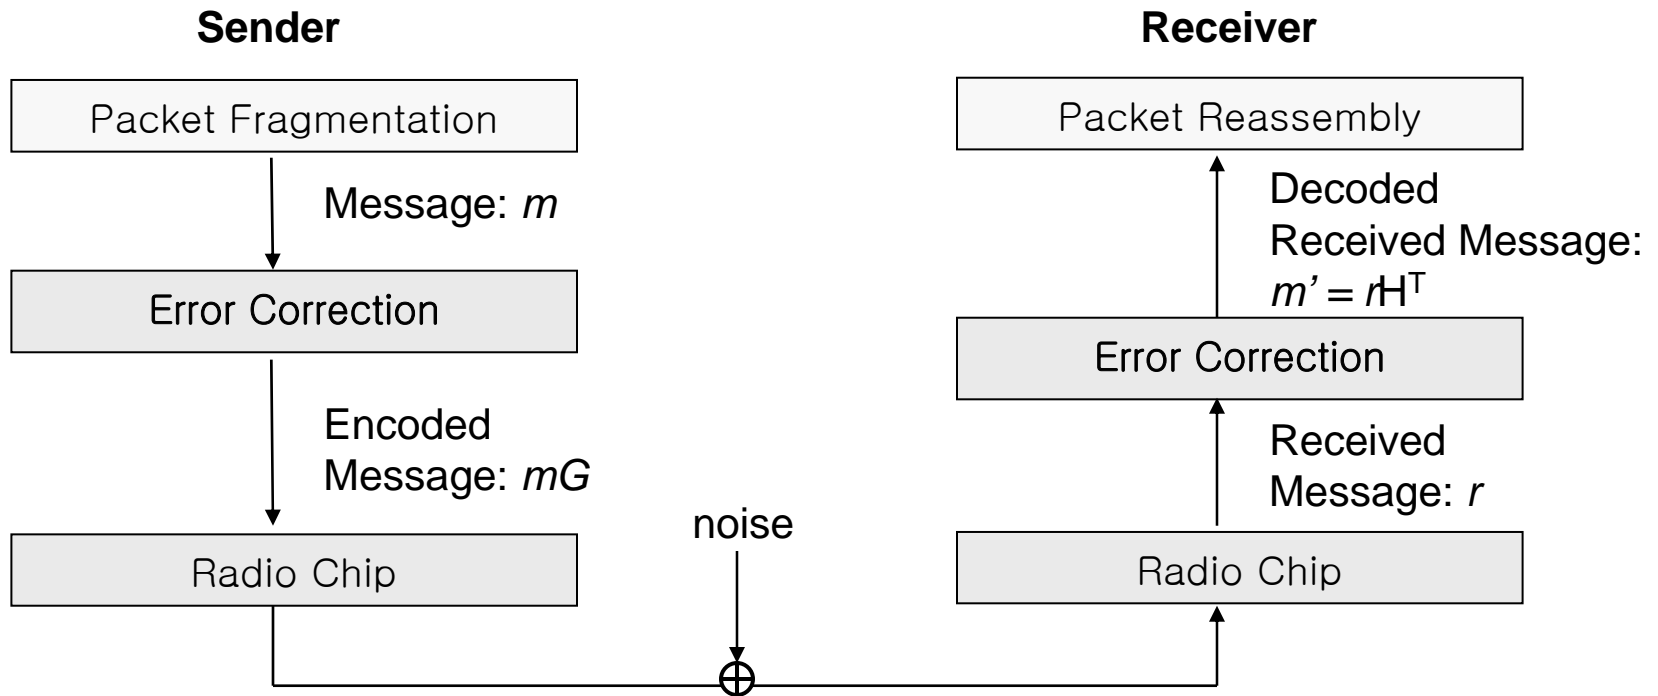 Sender
Packet Fragmentation
Message: m
Error Correction
Encoded
Message: mG
Radio Chip
noise
Receiver
Packet Reassembly
Decoded
Received Message:
m’ = rHᵀ
Error Correction
Received
Message: r
Radio Chip